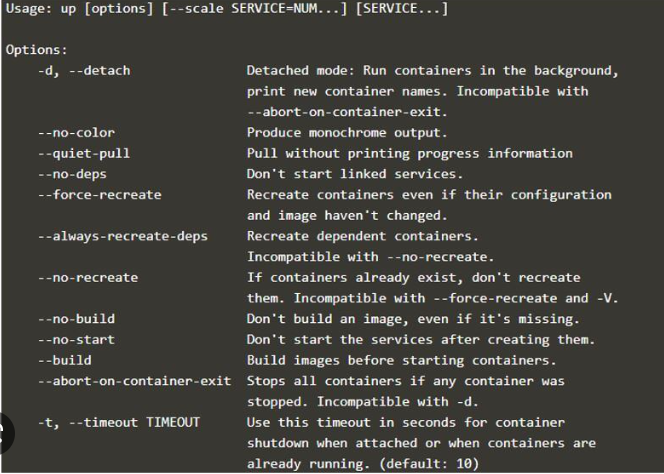 Usage: up [options] [--scale SERVICE=NUM...] [SERVICE...]
Options:
-d, --detach Detached mode: Run containers in the background,
print new container names. Incompatible with
--abort-on-container-exit.
--no-color Produce monochrome output.
--quiet-pull Pull without printing progress information
--no-deps Don't start linked services.
--force-recreate Recreate containers even if their configuration
and image haven't changed.
--always-recreate-deps Recreate dependent containers.
Incompatible with --no-recreate.
--no-recreate If containers already exist, don't recreate
them. Incompatible with --force-recreate and -V.
--no-build Don't build an image, even if it's missing.
--no-start Don't start the services after creating them.
--build Build images before starting containers.
--abort-on-container-exit Stops all containers if any container was
stopped. Incompatible with -d.
-t, --timeout TIMEOUT Use this timeout in seconds for container
shutdown when attached or when containers are
already running. (default: 10)